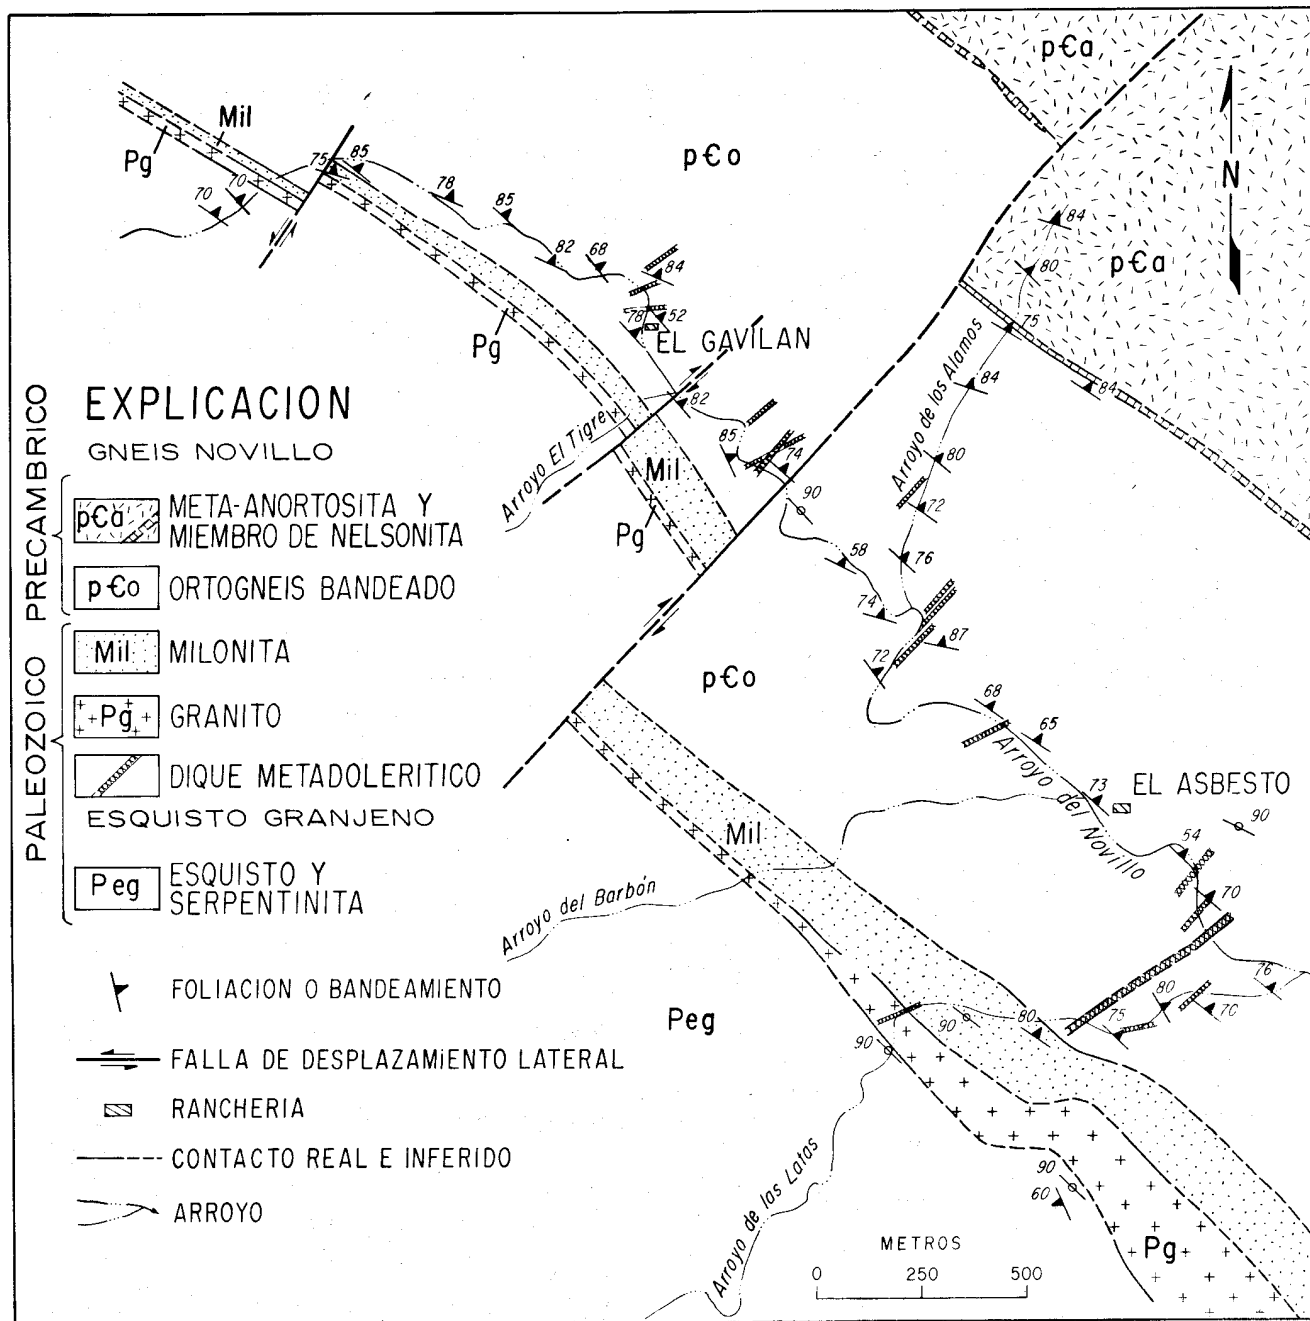 p€a
N
p€o
p€a
Mil
Pg
75
85
70
70
78
85
82
68
84
52
78
84
80
75
84
84
Pg
EL GAVILAN
Arroyo de los Alamos
82
Arroyo El Tigre
85
74
80
72
90
Mil
Pg
58
76
74
87
72
p€o
68
65
Arroyo del Novillo
73
EL ASBESTO
90
54
70
Mil
Arroyo del Barbón
Peg
76
80
70
75
80
90
90
Arroyo de las Latas
90
60
Pg
METROS
0 250 500
EXPLICACION
GNEIS NOVILLO
PRECAMBRICO
p€a META-ANORTOSITA Y
MIEMBRO DE NELSONITA
p€o ORTOGNEIS BANDEADO
PALEOZOICO
Mil MILONITA
Pg GRANITO
DIQUE METADOLERITICO
ESQUISTO GRANJENO
Peg ESQUISTO Y
SERPENTINITA
FOLIACION O BANDEAMIENTO
FALLA DE DESPLAZAMIENTO LATERAL
RANCHERIA
CONTACTO REAL E INFERIDO
ARROYO